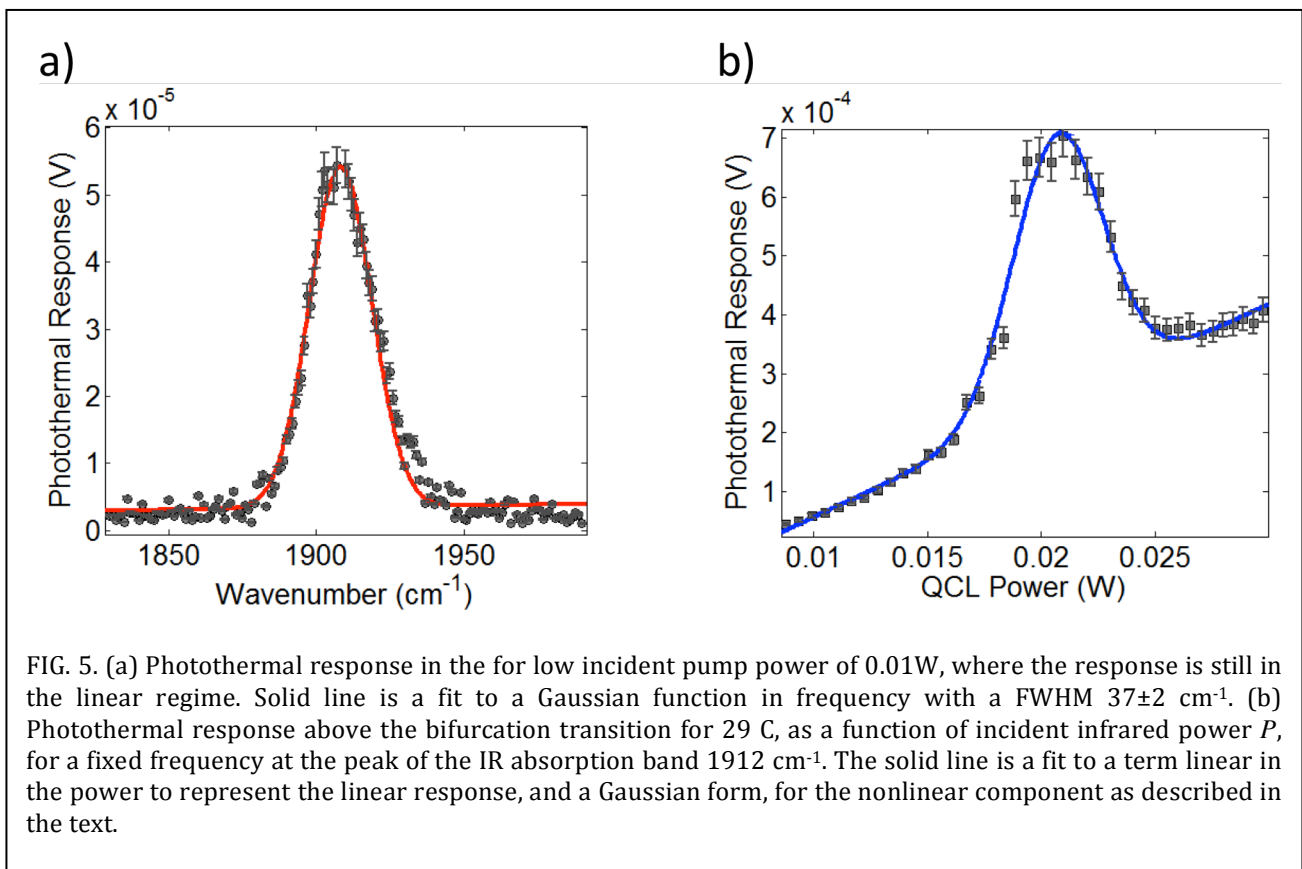 a)
b)
x 10-5
6
5
4
3
2
1
0
Photothermal Response (V)
1850
1900
1950
Wavenumber (cm-1)
x 10-4
7
6
5
4
3
2
1
Photothermal Response (V)
0.01
0.015
0.02
0.025
QCL Power (W)
FIG. 5. (a) Photothermal response in the for low incident pump power of 0.01W, where the response is still in
the linear regime. Solid line is a fit to a Gaussian function in frequency with a FWHM 37±2 cm-1. (b)
Photothermal response above the bifurcation transition for 29 C, as a function of incident infrared power P,
for a fixed frequency at the peak of the IR absorption band 1912 cm-1. The solid line is a fit to a term linear in
the power to represent the linear response, and a Gaussian form, for the nonlinear component as described in
the text.